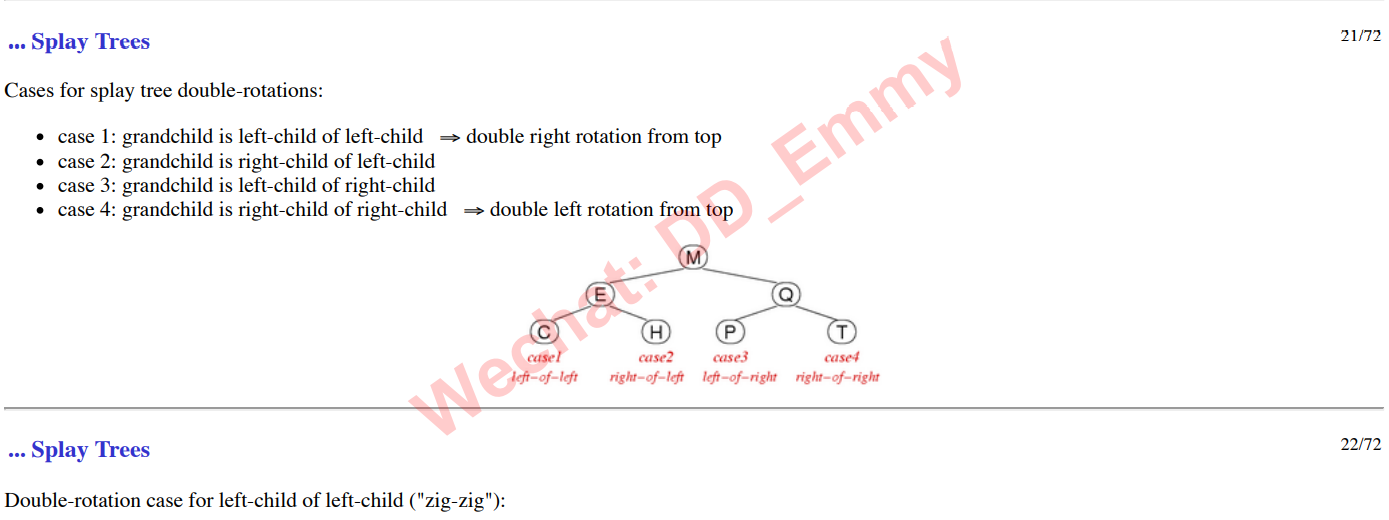 ... Splay Trees
21/72
Cases for splay tree double-rotations:
• case 1: grandchild is left-child of left-child ⇒ double right rotation from top
• case 2: grandchild is right-child of left-child
• case 3: grandchild is left-child of right-child
• case 4: grandchild is right-child of right-child ⇒ double left rotation from top
M
E Q
C H P T
case1 case2 case3 case4
left-of-left right-of-left left-of-right right-of-right
Wechat: DD_Emmy
... Splay Trees
22/72
Double-rotation case for left-child of left-child ("zig-zig"):